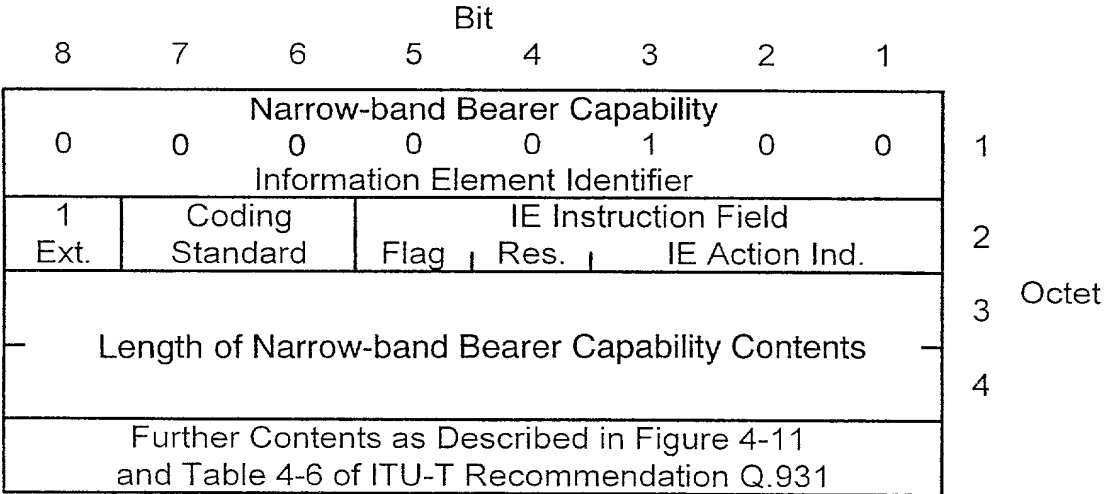 Bit
8 7 6 5 4 3 2 1
Narrow-band Bearer Capability
0 0 0 0 0 1 0 0 1
Information Element Identifier
1 Coding IE Instruction Field
Ext. Standard Flag Res. IE Action Ind.
2
3 Octet
Length of Narrow-band Bearer Capability Contents
4
Further Contents as Described in Figure 4-11
and Table 4-6 of ITU-T Recommendation Q.931